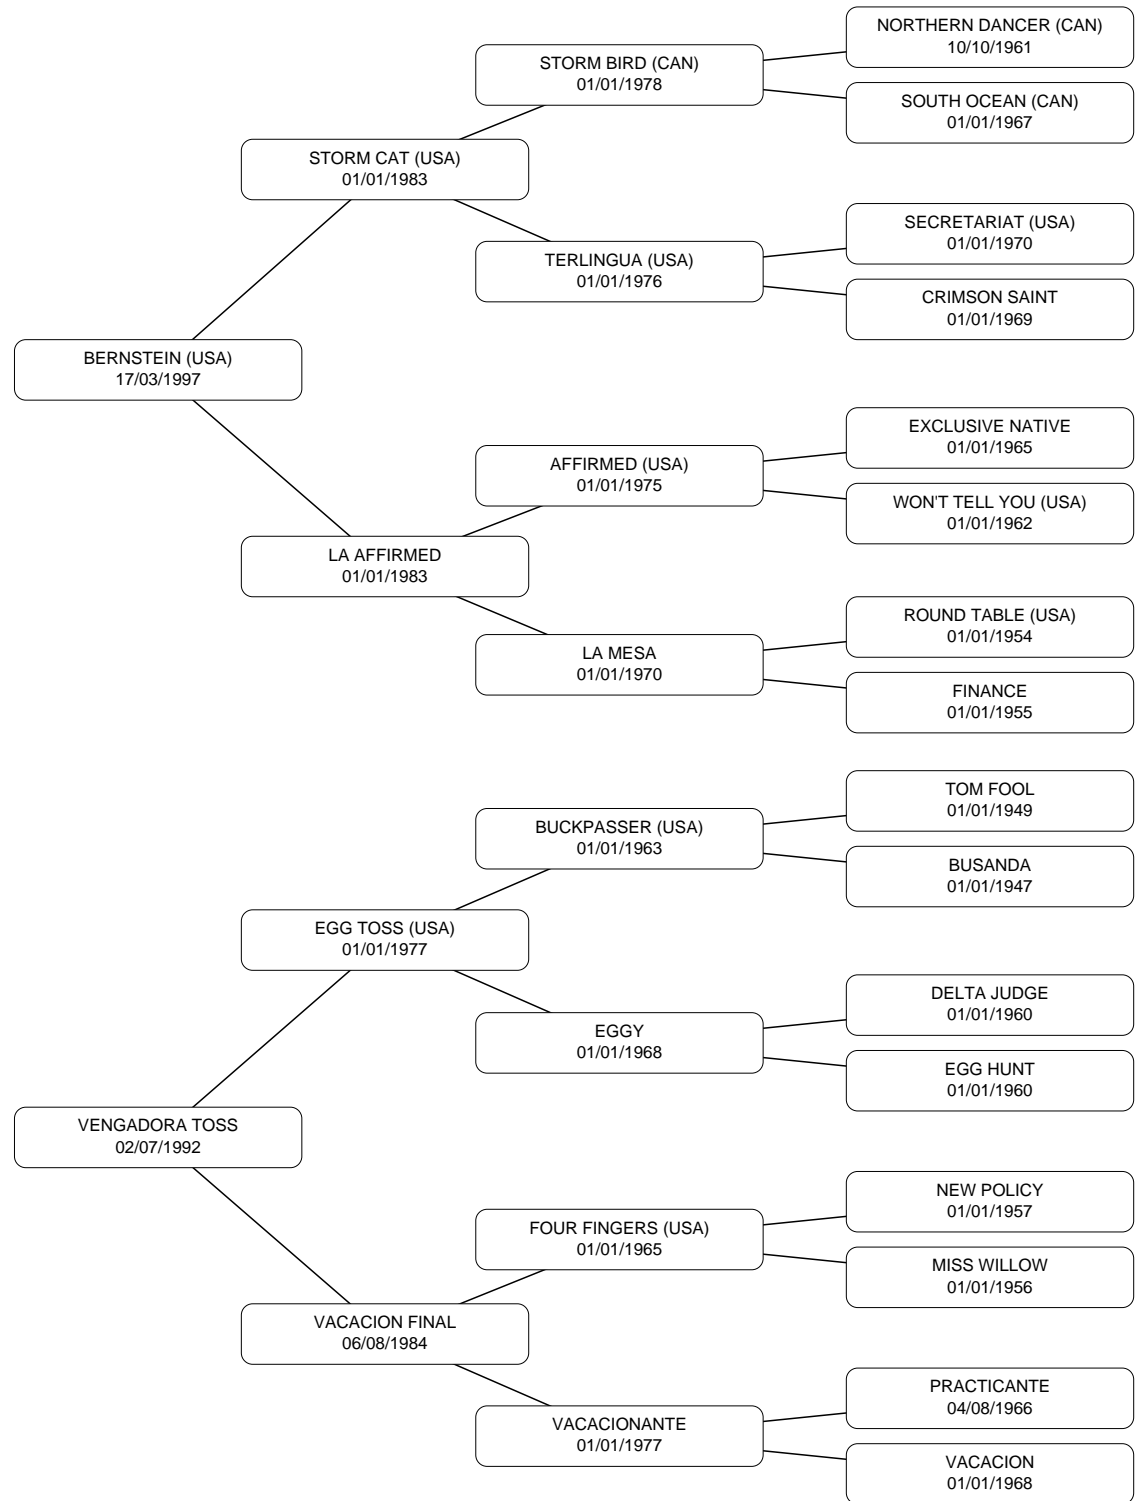 NORTHERN DANCER (CAN)
10/10/1961
STORM BIRD (CAN)
01/01/1978
SOUTH OCEAN (CAN)
01/01/1967
STORM CAT (USA)
01/01/1983
SECRETARIAT (USA)
01/01/1970
TERLINGUA (USA)
01/01/1976
CRIMSON SAINT
01/01/1969
BERNSTEIN (USA)
17/03/1997
EXCLUSIVE NATIVE
01/01/1965
AFFIRMED (USA)
01/01/1975
WON'T TELL YOU (USA)
01/01/1962
LA AFFIRMED
01/01/1983
ROUND TABLE (USA)
01/01/1954
LA MESA
01/01/1970
FINANCE
01/01/1955
TOM FOOL
01/01/1949
BUCKPASSER (USA)
01/01/1963
BUSANDA
01/01/1947
EGG TOSS (USA)
01/01/1977
DELTA JUDGE
01/01/1960
EGGY
01/01/1968
EGG HUNT
01/01/1960
VENGADORA TOSS
02/07/1992
NEW POLICY
01/01/1957
FOUR FINGERS (USA)
01/01/1965
MISS WILLOW
01/01/1956
VACACION FINAL
06/08/1984
PRACTICANTE
04/08/1966
VACACIONANTE
01/01/1977
VACACION
01/01/1968